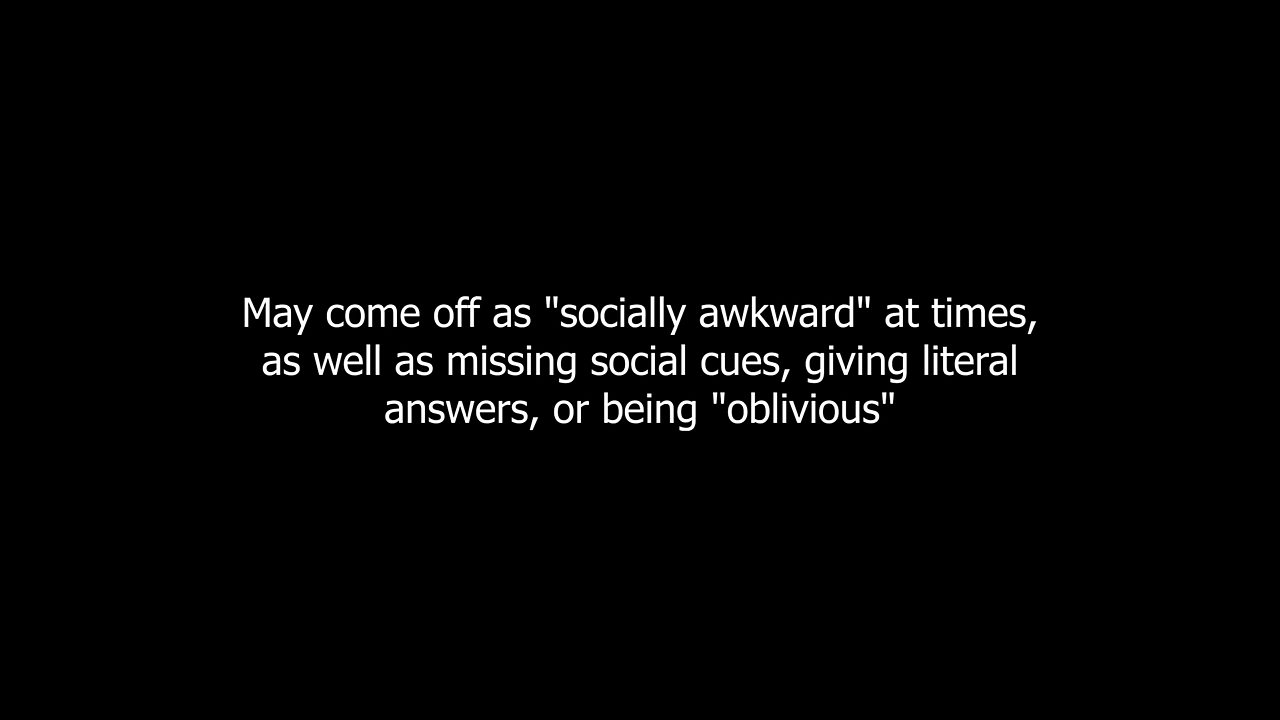 May come off as "socially awkward" at times,
as well as missing social cues, giving literal
answers, or being "oblivious"